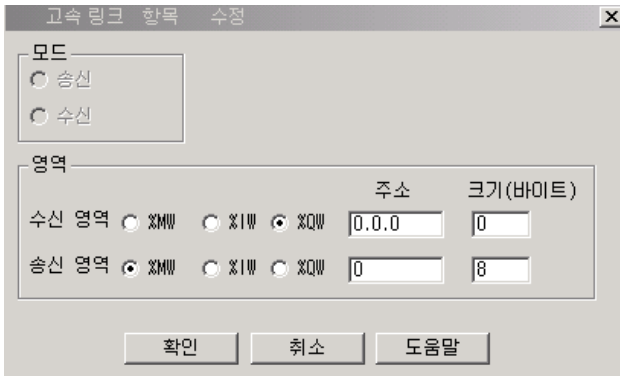 고속 링크 항목 수정
모드
송신
수신
영역
주소 크기(바이트)
수신 영역 %MW %IW %QW 0.0.0 0
송신 영역 %MW %IW %QW 0 8
확인 취소 도움말